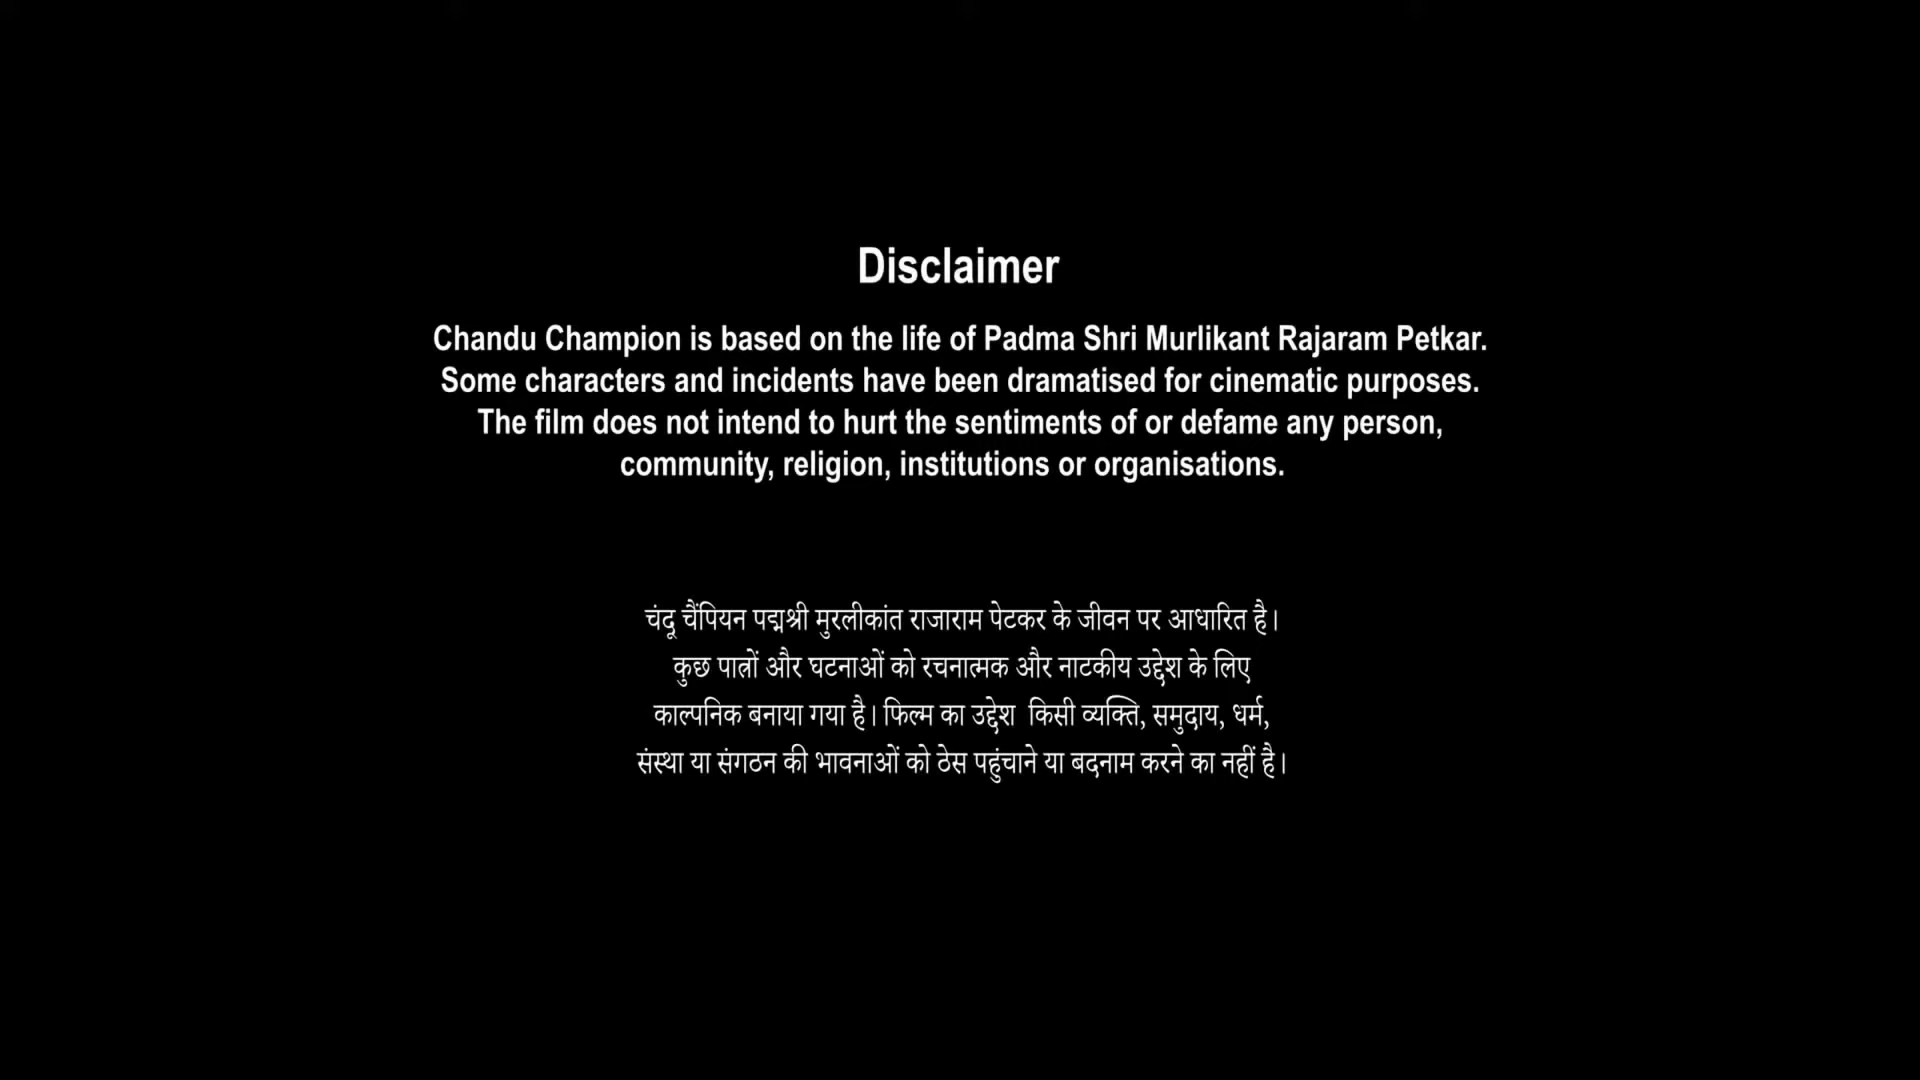 Disclaimer
Chandu Champion is based on the life of Padma Shri Murlikant Rajaram Petkar.
Some characters and incidents have been dramatised for cinematic purposes.
The film does not intend to hurt the sentiments of or defame any person,
community, religion, institutions or organisations.
चंदू चैंपियन पद्मश्री मुरलीकांत राजाराम पेटकर के जीवन पर आधारित है।
कुछ पात्रों और घटनाओं को रचनात्मक और नाटकीय उद्देश के लिए
काल्पनिक बनाया गया है। फिल्म का उद्देश किसी व्यक्ति, समुदाय, धर्म,
संस्था या संगठन की भावनाओं को ठेस पहुंचाने या बदनाम करने का नहीं है।